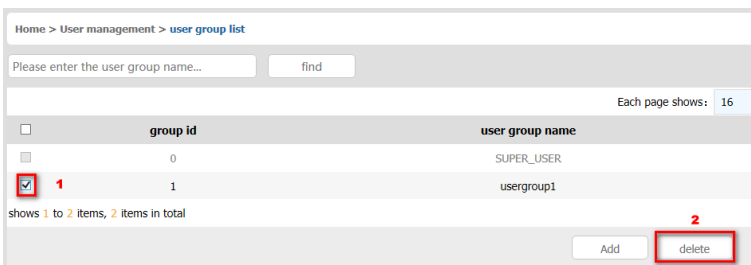 Home > User management > user group list
Please enter the user group name... find
Each page shows: 16
group id user group name
0 SUPER_USER
1 1 usergroup1
shows 1 to 2 items, 2 items in total
2
Add delete